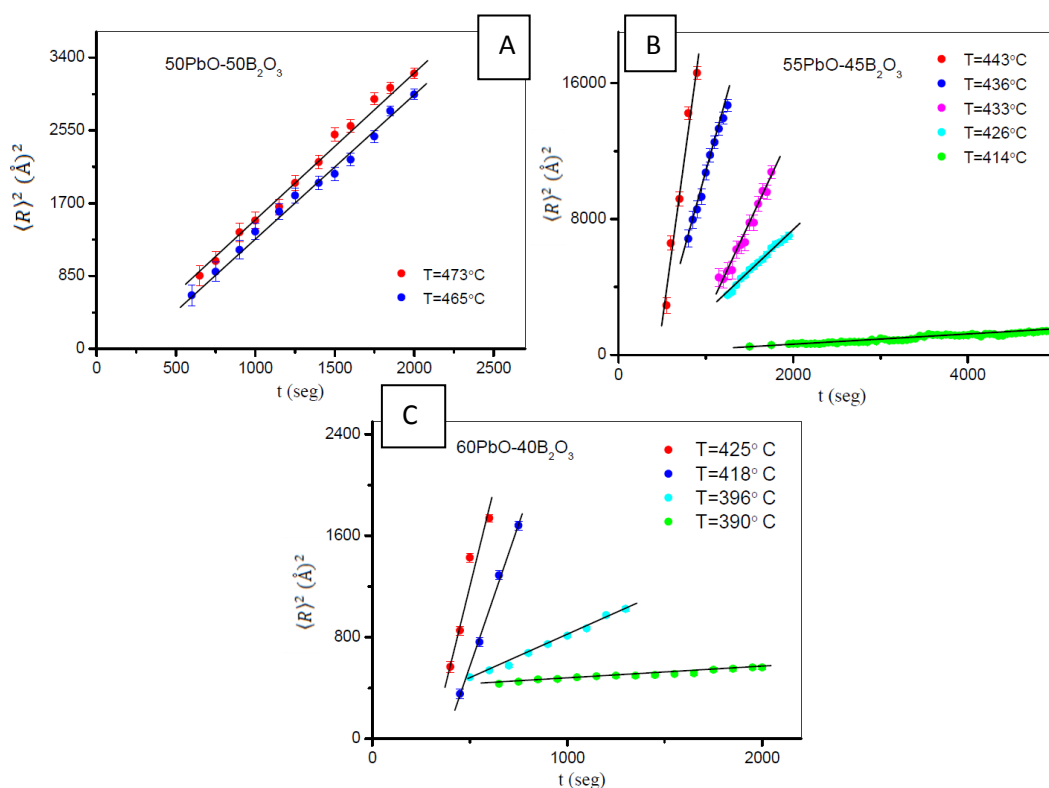 A
50PbO-50B₂O₃
3400
2550
1700
850
0
⟨R⟩² (Å)²
T=473°C
T=465°C
0 500 1000 1500 2000 2500
t (seg)
B
55PbO-45B₂O₃
16000
8000
0
⟨R⟩² (Å)²
T=443°C
T=436°C
T=433°C
T=426°C
T=414°C
0 2000 4000
t (seg)
C
60PbO-40B₂O₃
2400
1600
800
0
⟨R⟩² (Å)²
T=425° C
T=418° C
T=396° C
T=390° C
0 1000 2000
t (seg)